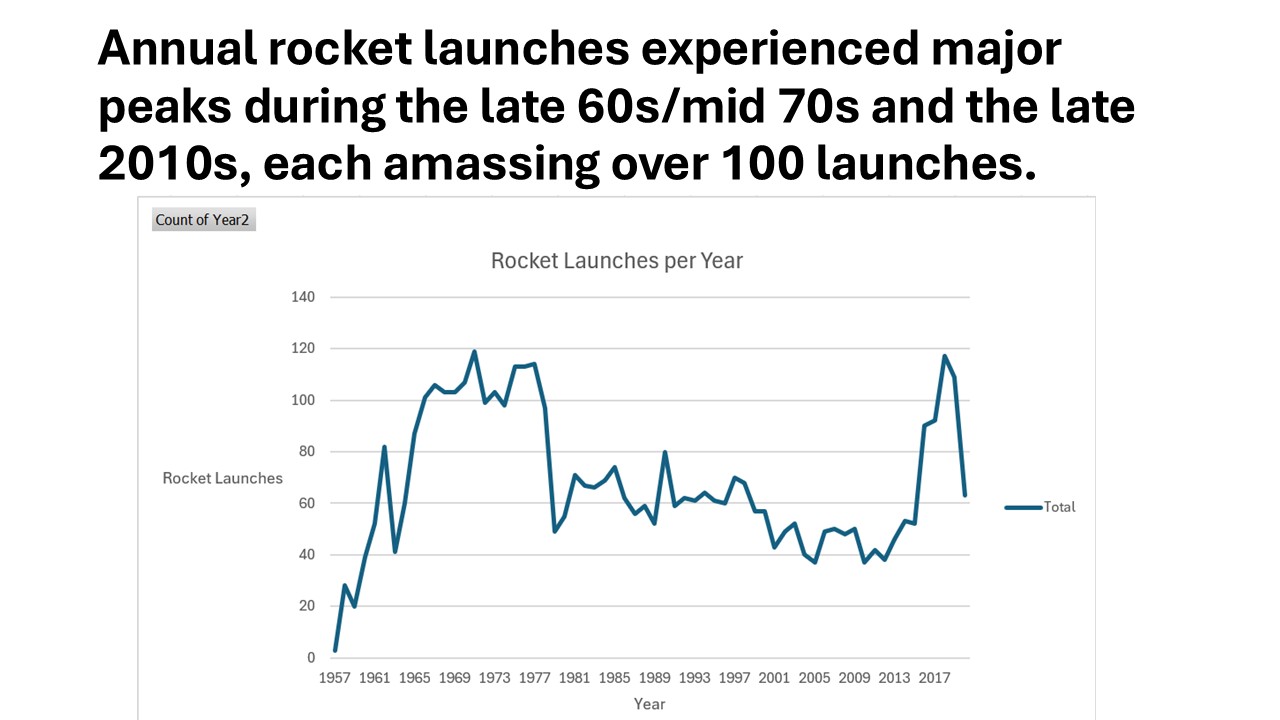 Annual rocket launches experienced major
peaks during the late 60s/mid 70s and the late
2010s, each amassing over 100 launches.
Count of Year2
Rocket Launches per Year
140
120
100
80
60
40
20
0
Rocket Launches
Total
1957 1961 1965 1969 1973 1977 1981 1985 1989 1993 1997 2001 2005 2009 2013 2017
Year